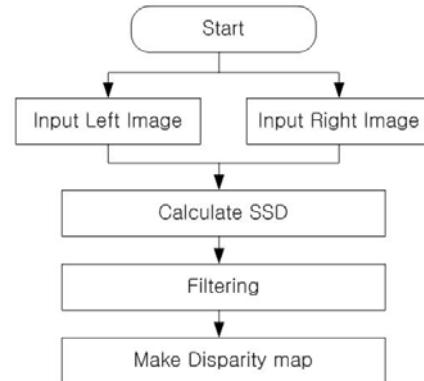 Start
Input Left Image
Input Right Image
Calculate SSD
Filtering
Make Disparity map